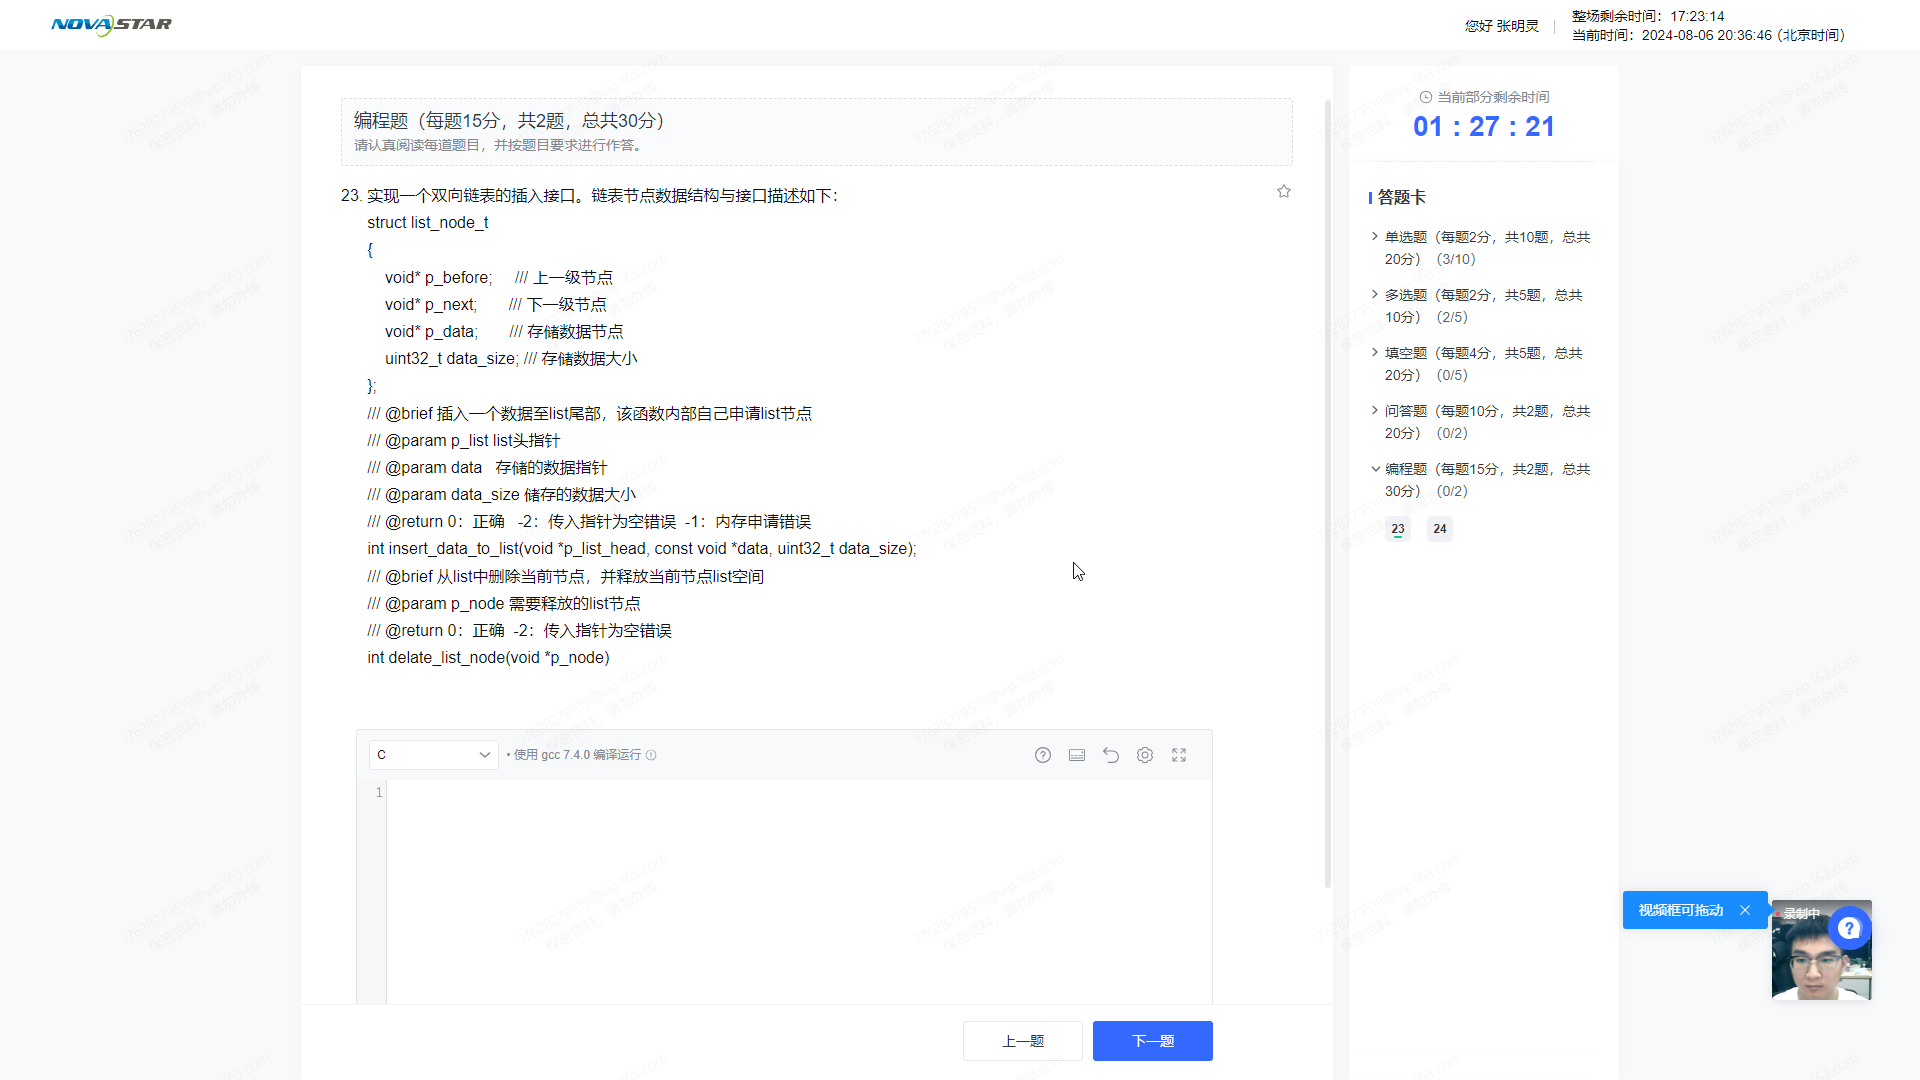 NOVASTAR
您好 张明灵
整场剩余时间：17:23:14
当前时间：2024-08-06 20:36:46 (北京时间)
编程题（每题15分，共2题，总共30分）
请认真阅读每道题目，并按题目要求进行作答。
23. 实现一个双向链表的插入接口。链表节点数据结构与接口描述如下：
struct list_node_t
{
void* p_before; /// 上一级节点
void* p_next; /// 下一级节点
void* p_data; /// 存储数据节点
uint32_t data_size; /// 存储数据大小
};
/// @brief 插入一个数据至list尾部，该函数内部自己申请list节点
/// @param p_list list头指针
/// @param data 存储的数据指针
/// @param data_size 储存的数据大小
/// @return 0：正确 -2：传入指针为空错误 -1：内存申请错误
int insert_data_to_list(void *p_list_head, const void *data, uint32_t data_size);
/// @brief 从list中删除当前节点，并释放当前节点list空间
/// @param p_node 需要释放的list节点
/// @return 0：正确 -2：传入指针为空错误
int delate_list_node(void *p_node)
C
• 使用 gcc 7.4.0 编译运行
1
上一题
下一题
当前部分剩余时间
01 : 27 : 21
答题卡
单选题（每题2分，共10题，总共
20分）（3/10）
多选题（每题2分，共5题，总共
10分）（2/5）
填空题（每题4分，共5题，总共
20分）（0/5）
问答题（每题10分，共2题，总共
20分）（0/2）
编程题（每题15分，共2题，总共
30分）（0/2）
23
24
视频框可拖动
录制中
17628279519@vip.163.com
保密资料，请勿外传